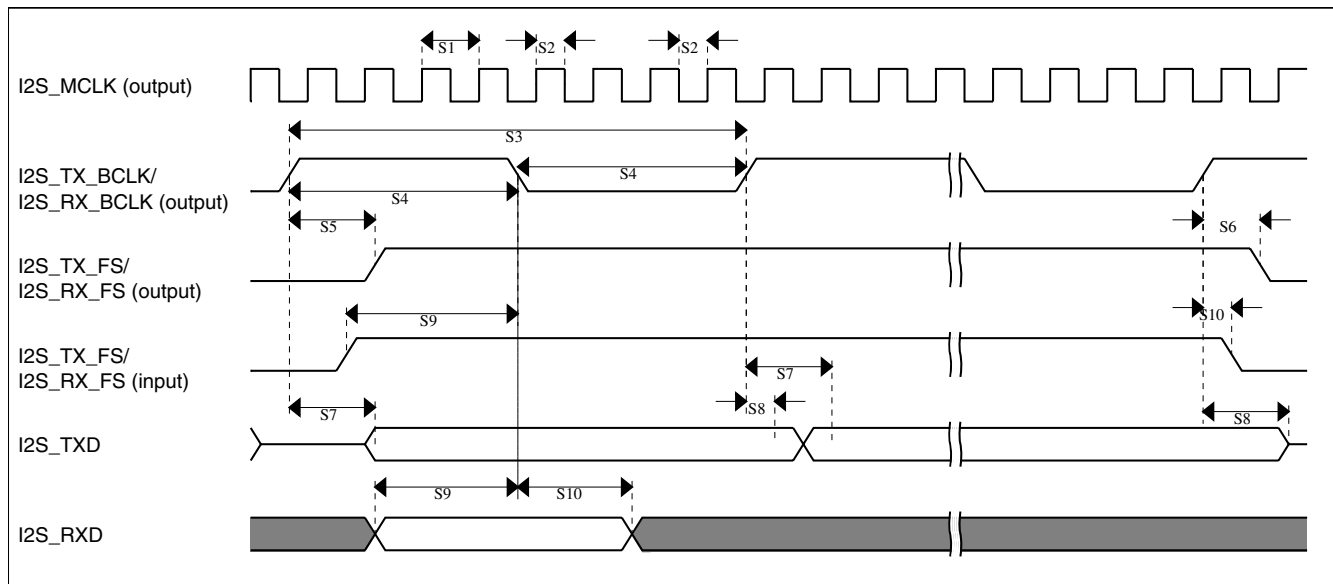 S1 S2 S2
I2S_MCLK (output)
S3
I2S_TX_BCLK/
I2S_RX_BCLK (output)
S4
S4
S5 S6
I2S_TX_FS/
I2S_RX_FS (output)
S9 S10
I2S_TX_FS/
I2S_RX_FS (input)
S7
S7 S8 S8
I2S_TXD
S9 S10
I2S_RXD